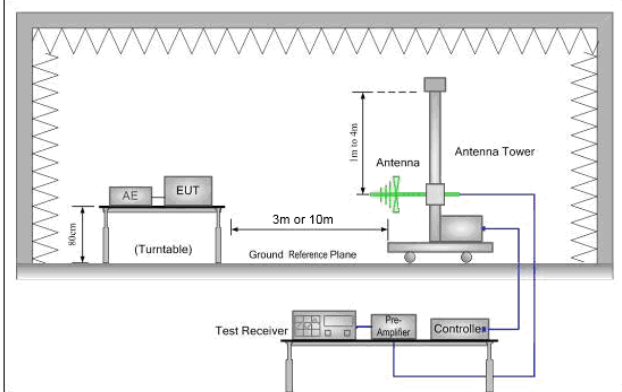 1m to 4m
Antenna
Antenna Tower
AE
EUT
80cm
(Turntable)
3m or 10m
Ground Reference Plane
Test Receiver
Pre-
Amplifier
Controller